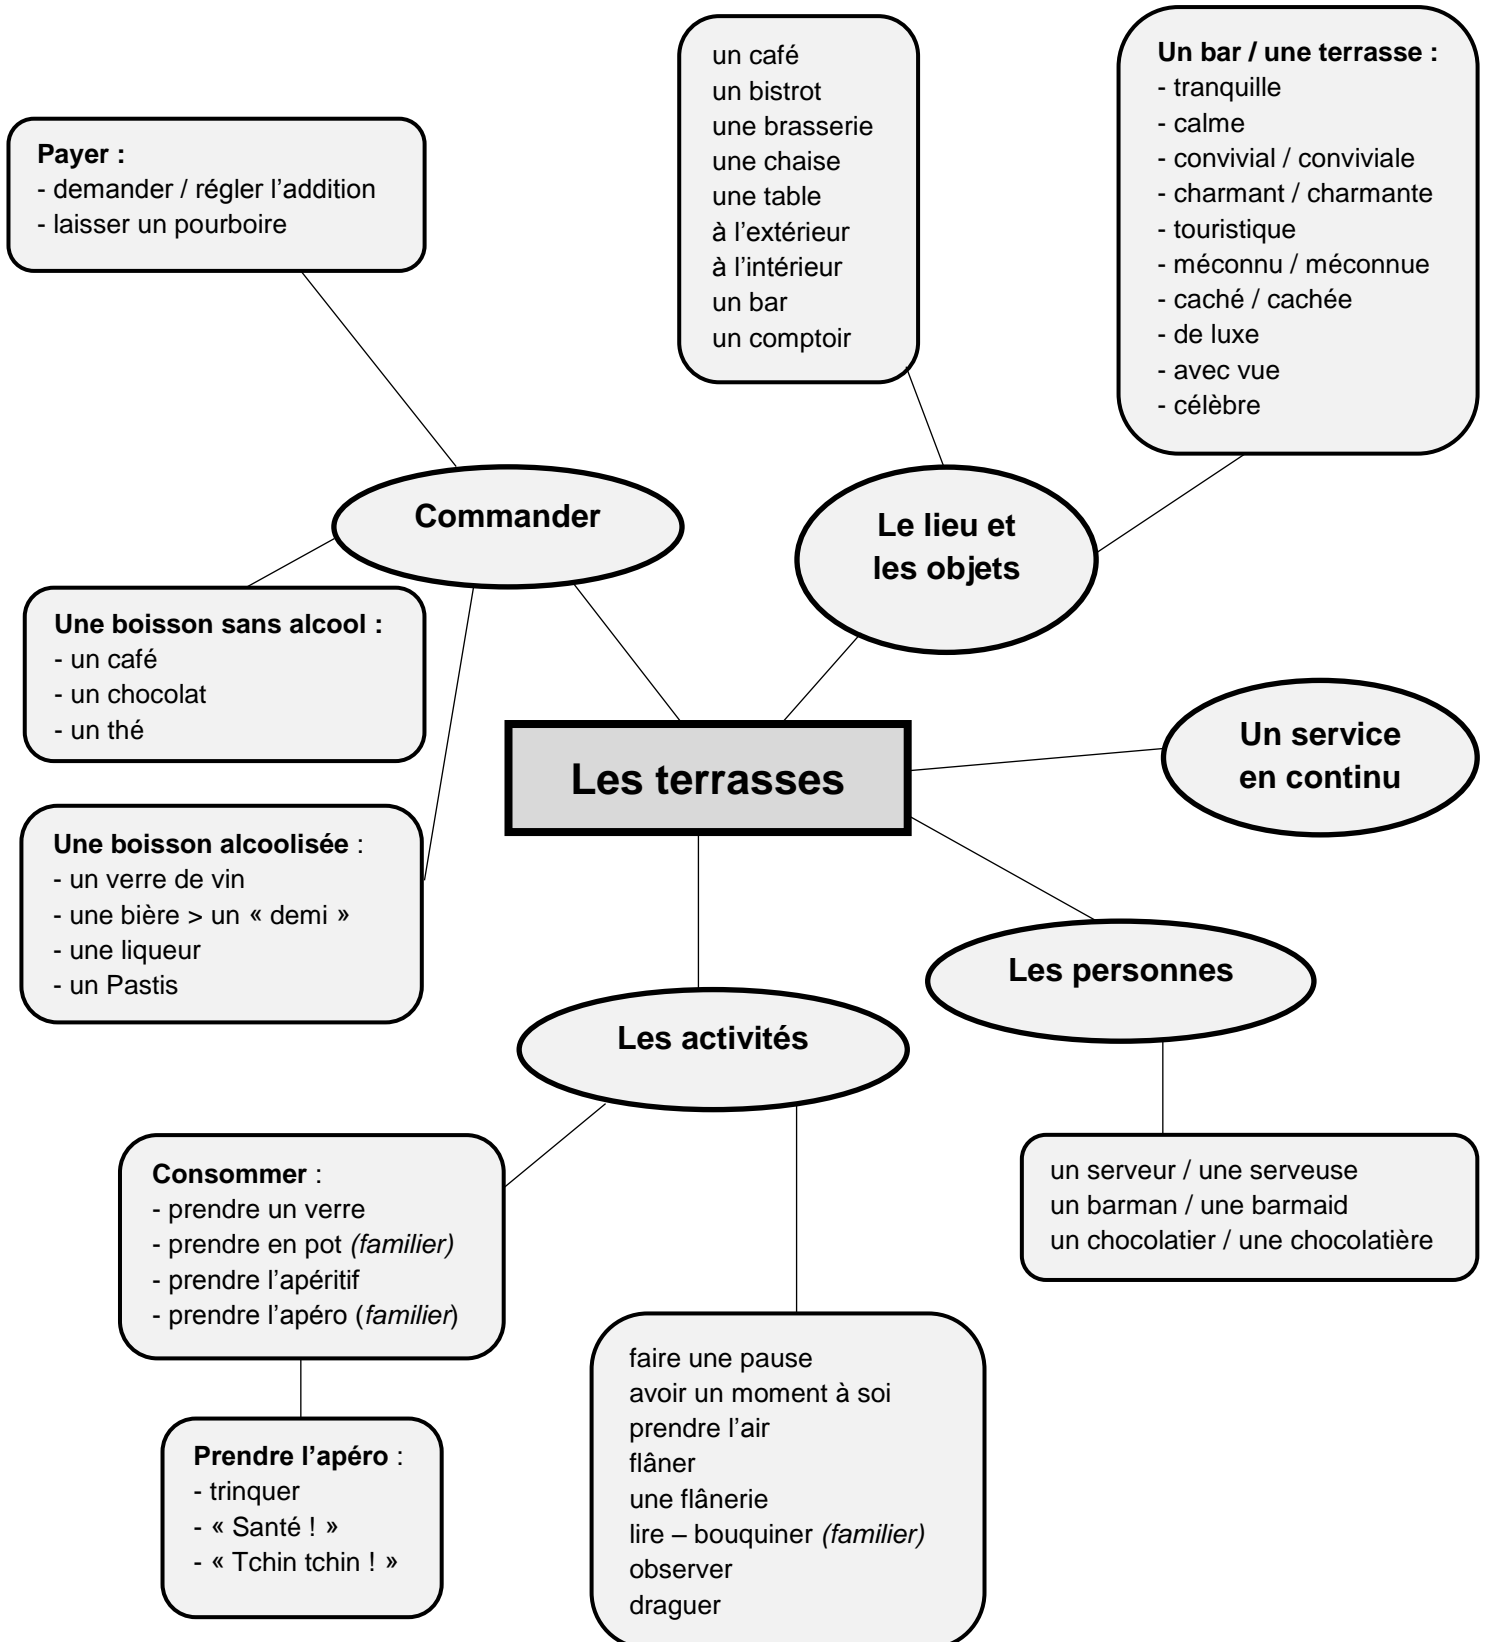 un café
un bistrot
une brasserie
une chaise
une table
à l’extérieur
à l’intérieur
un bar
un comptoir
Un bar / une terrasse :
- tranquille
- calme
- convivial / conviviale
- charmant / charmante
- touristique
- méconnu / méconnue
- caché / cachée
- de luxe
- avec vue
- célèbre
Payer :
- demander / régler l’addition
- laisser un pourboire
Commander
Le lieu et
les objets
Une boisson sans alcool :
- un café
- un chocolat
- un thé
Les terrasses
Un service
en continu
Une boisson alcoolisée :
- un verre de vin
- une bière > un « demi »
- une liqueur
- un Pastis
Les personnes
Les activités
Consommer :
- prendre un verre
- prendre en pot (familier)
- prendre l’apéritif
- prendre l’apéro (familier)
un serveur / une serveuse
un barman / une barmaid
un chocolatier / une chocolatière
faire une pause
avoir un moment à soi
prendre l’air
flâner
une flânerie
lire – bouquiner (familier)
observer
draguer
Prendre l’apéro :
- trinquer
- « Santé ! »
- « Tchin tchin ! »